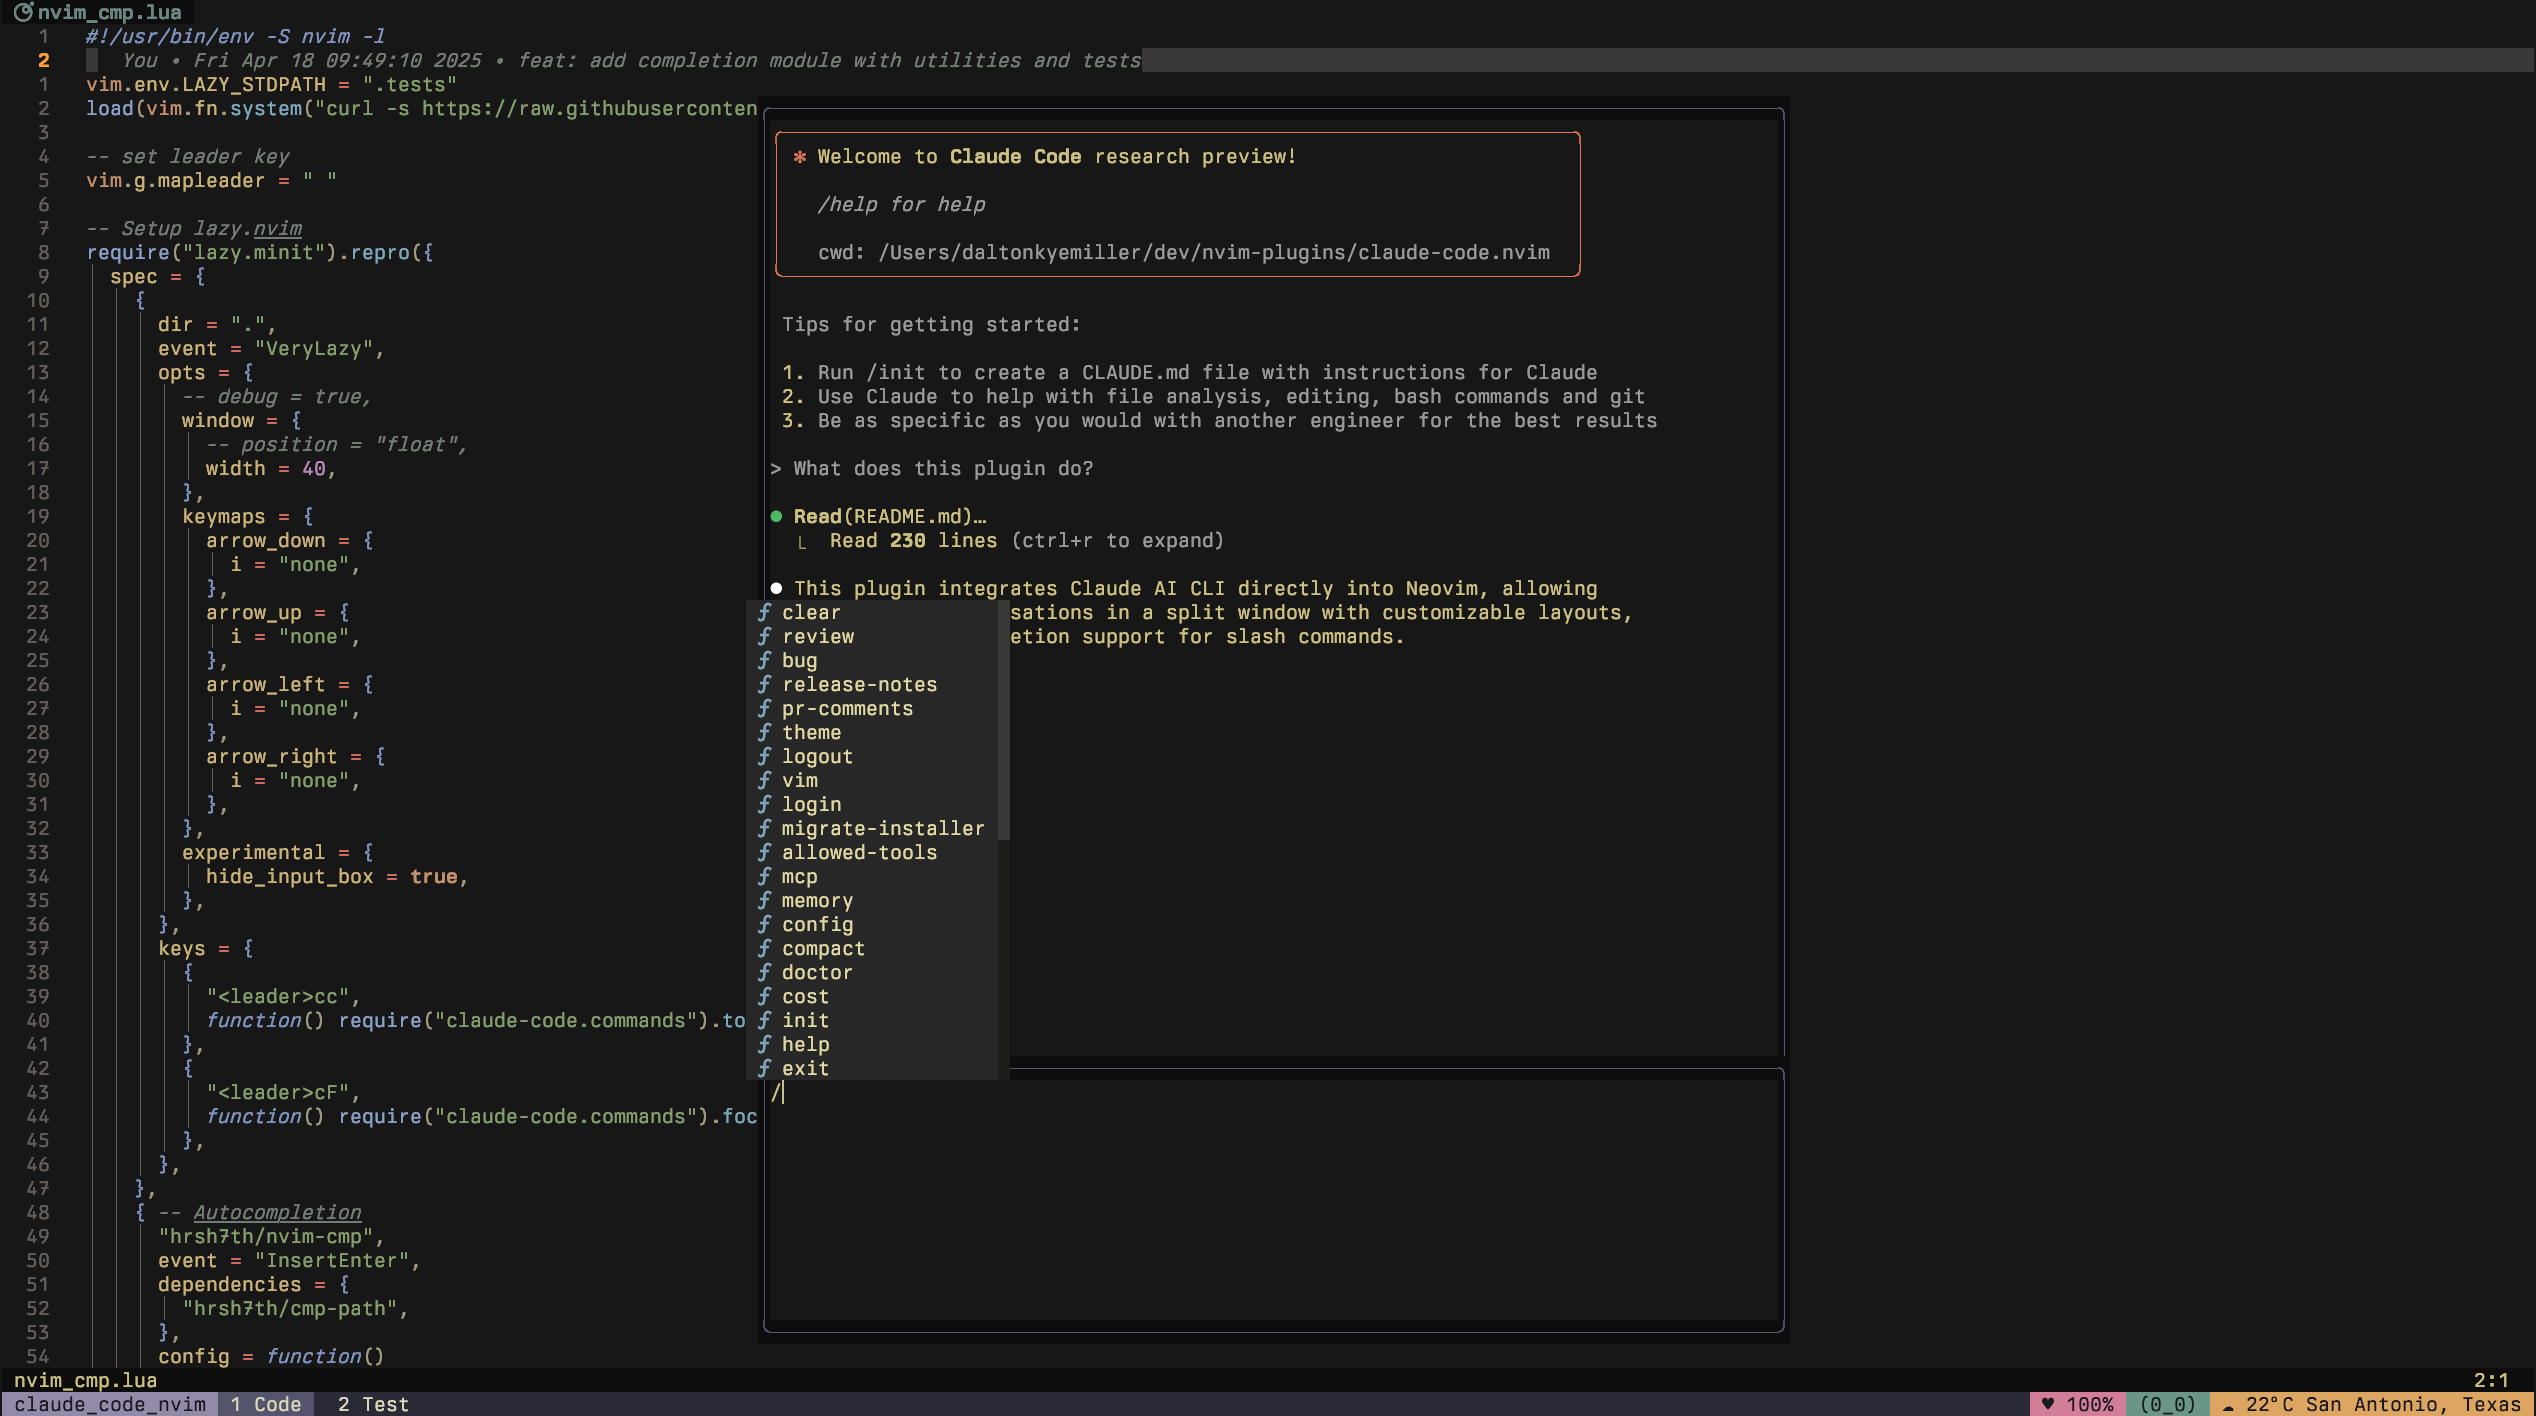 nvim_cmp.lua
1 #!/usr/bin/env -S nvim -l
2 You • Fri Apr 18 09:49:10 2025 • feat: add completion module with utilities and tests
1 vim.env.LAZY_STDPATH = ".tests"
2 load(vim.fn.system("curl -s https://raw.githubuserconten
3
4 -- set leader key
5 vim.g.mapleader = " "
6
7 -- Setup lazy.nvim
8 require("lazy.minit").repro({
9 spec = {
10 {
11 dir = ".",
12 event = "VeryLazy",
13 opts = {
14 -- debug = true,
15 window = {
16 -- position = "float",
17 width = 40,
18 },
19 keymaps = {
20 arrow_down = {
21 i = "none",
22 },
23 arrow_up = {
24 i = "none",
25 },
26 arrow_left = {
27 i = "none",
28 },
29 arrow_right = {
30 i = "none",
31 },
32 },
33 experimental = {
34 hide_input_box = true,
35 },
36 },
37 keys = {
38 {
39 "<leader>cc",
40 function() require("claude-code.commands").to
41 },
42 {
43 "<leader>cF",
44 function() require("claude-code.commands").foc
45 },
46 },
47 },
48 { -- Autocompletion
49 "hrsh7th/nvim-cmp",
50 event = "InsertEnter",
51 dependencies = {
52 "hrsh7th/cmp-path",
53 },
54 config = function()
✻ Welcome to Claude Code research preview!
/help for help
cwd: /Users/daltonkyemiller/dev/nvim-plugins/claude-code.nvim
Tips for getting started:
1. Run /init to create a CLAUDE.md file with instructions for Claude
2. Use Claude to help with file analysis, editing, bash commands and git
3. Be as specific as you would with another engineer for the best results
> What does this plugin do?
● Read(README.md)…
⎿ Read 230 lines (ctrl+r to expand)
● This plugin integrates Claude AI CLI directly into Neovim, allowing
sations in a split window with customizable layouts,
etion support for slash commands.
ƒ clear
ƒ review
ƒ bug
ƒ release-notes
ƒ pr-comments
ƒ theme
ƒ logout
ƒ vim
ƒ login
ƒ migrate-installer
ƒ allowed-tools
ƒ mcp
ƒ memory
ƒ config
ƒ compact
ƒ doctor
ƒ cost
ƒ init
ƒ help
ƒ exit
/
nvim_cmp.lua 2:1
claude_code_nvim 1 Code 2 Test ♥ 100% (0_0) ☁ 22°C San Antonio, Texas